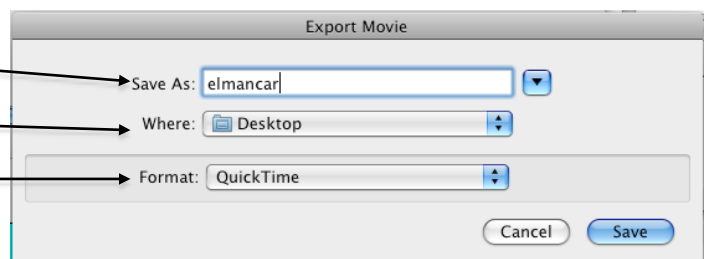 Export Movie
Save As: elmancar
Where: Desktop
Format: QuickTime
Cancel Save